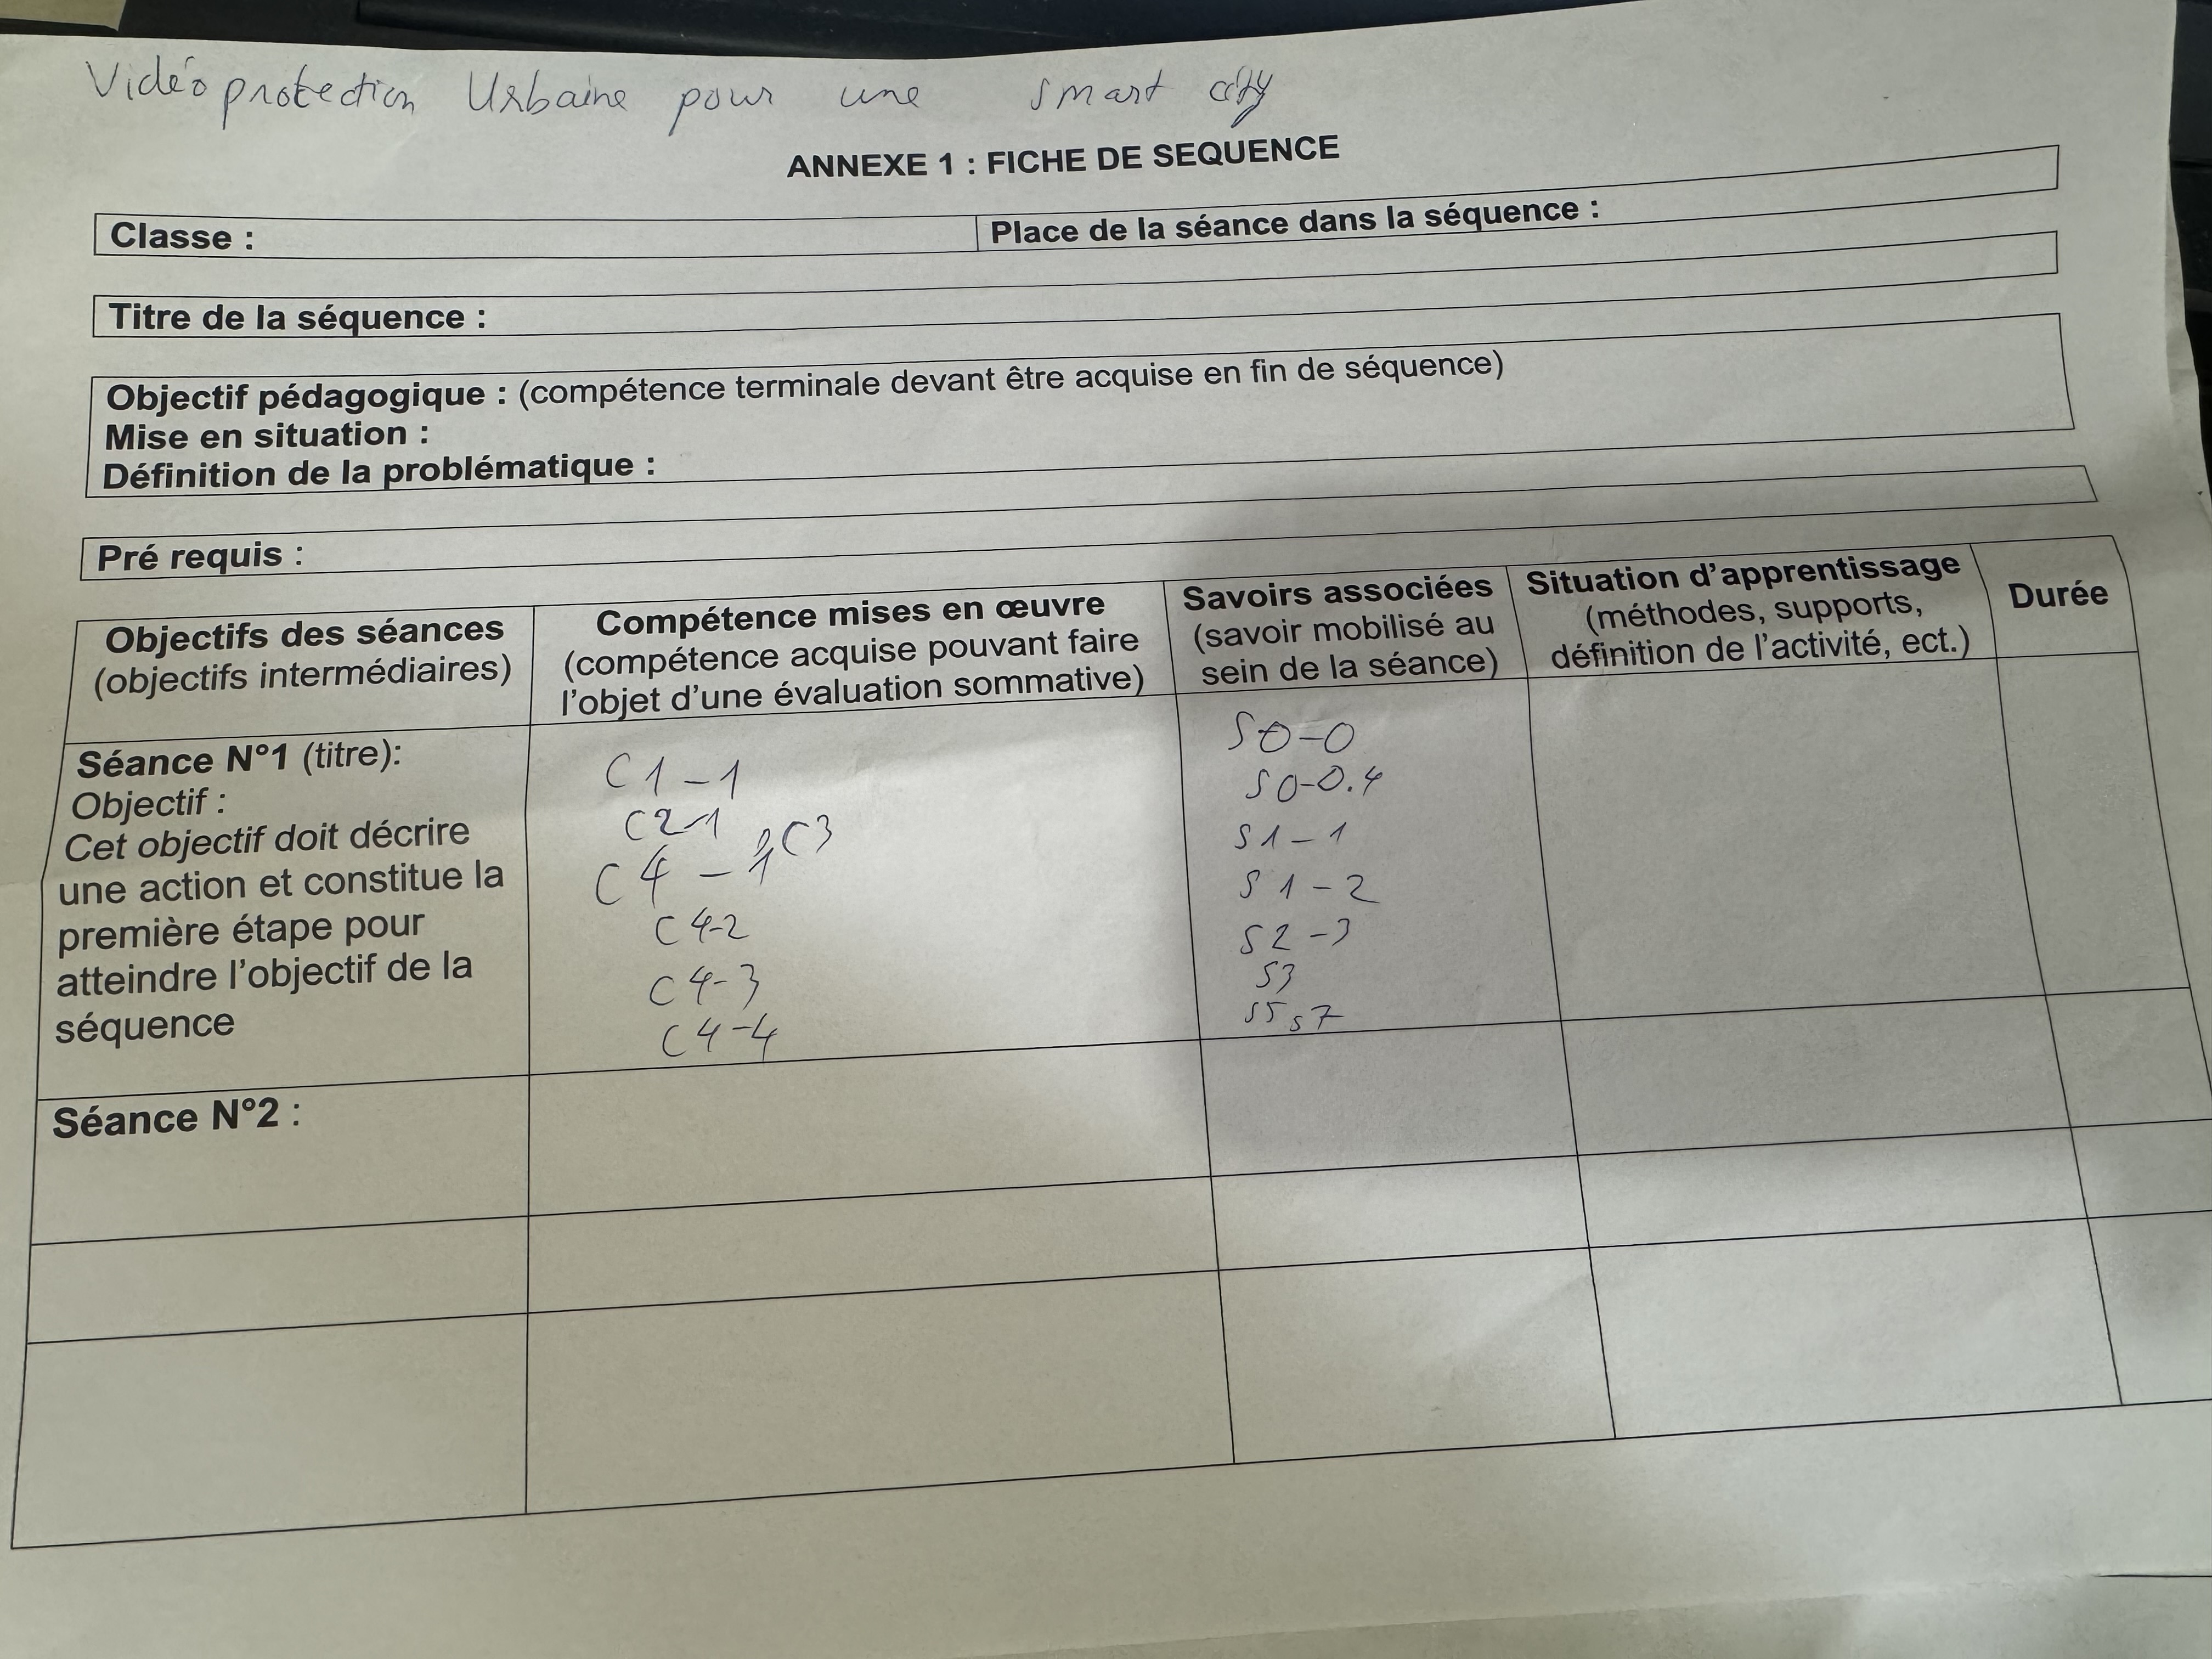 Vidéo protection Urbaine pour une smart city
ANNEXE 1 : FICHE DE SEQUENCE
Classe :
Place de la séance dans la séquence :
Titre de la séquence :
Objectif pédagogique : (compétence terminale devant être acquise en fin de séquence)
Mise en situation :
Définition de la problématique :
Pré requis :
Objectifs des séances
(objectifs intermédiaires)
Compétence mises en œuvre
(compétence acquise pouvant faire
l'objet d'une évaluation sommative)
Savoirs associées
(savoir mobilisé au
sein de la séance)
Situation d'apprentissage
(méthodes, supports,
définition de l'activité, ect.)
Durée
Séance N°1 (titre):
Objectif :
Cet objectif doit décrire
une action et constitue la
première étape pour
atteindre l'objectif de la
séquence
C1-1
C2-1
C4-1, C3
C4-2
C4-3
C4-4
S0-0
S0-0.4
S1-1
S1-2
S2-3
S3
S5 S7
Séance N°2 :